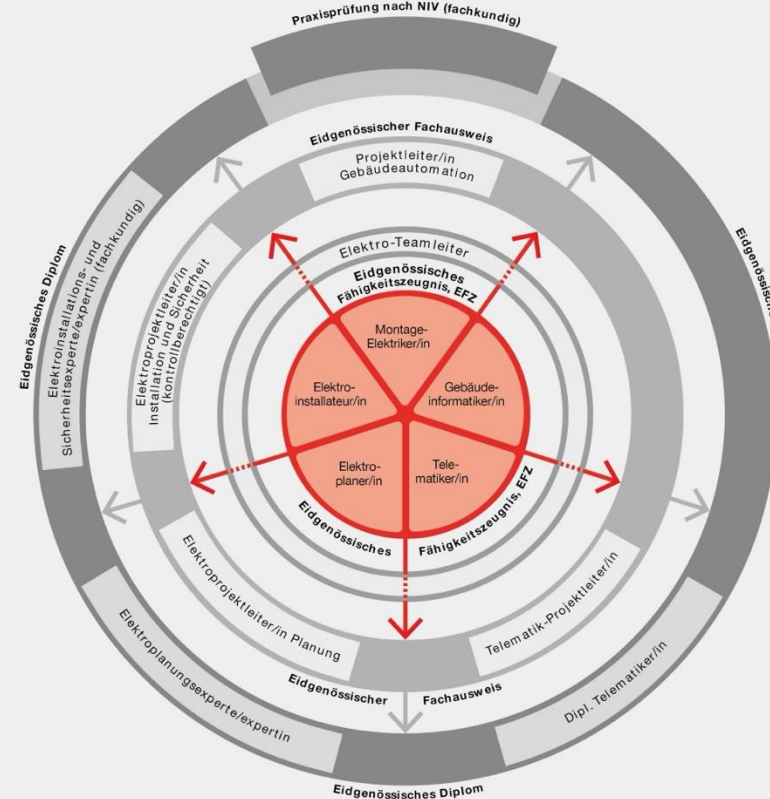 Praxisprüfung nach NIV (fachkundig)
Eidgenössischer Fachausweis
Projektleiter/in
Gebäudeautomation
Elektro-Teamleiter
Eidgenössisches
Fähigkeitszeugnis, EFZ
Montage-
Elektriker/in
Elektro-
installateur/in
Gebäude-
informatiker/in
Elektro-
planer/in
Tele-
matiker/in
Eidgenössisches
Fähigkeitszeugnis, EFZ
Eidgenössisches Diplom
Elektroinstallations- und
Sicherheitsexperte/expertin (fachkundig)
Elektroprojektleiter/in
Installation und Sicherheit
(kontrollberechtigt)
Eidgenössische
Elektroprojektleiter/in Planung
Telematik-Projektleiter/in
Eidgenössischer
Fachausweis
Elektroplanungsexperte/expertin
Dipl. Telematiker/in
Eidgenössisches Diplom